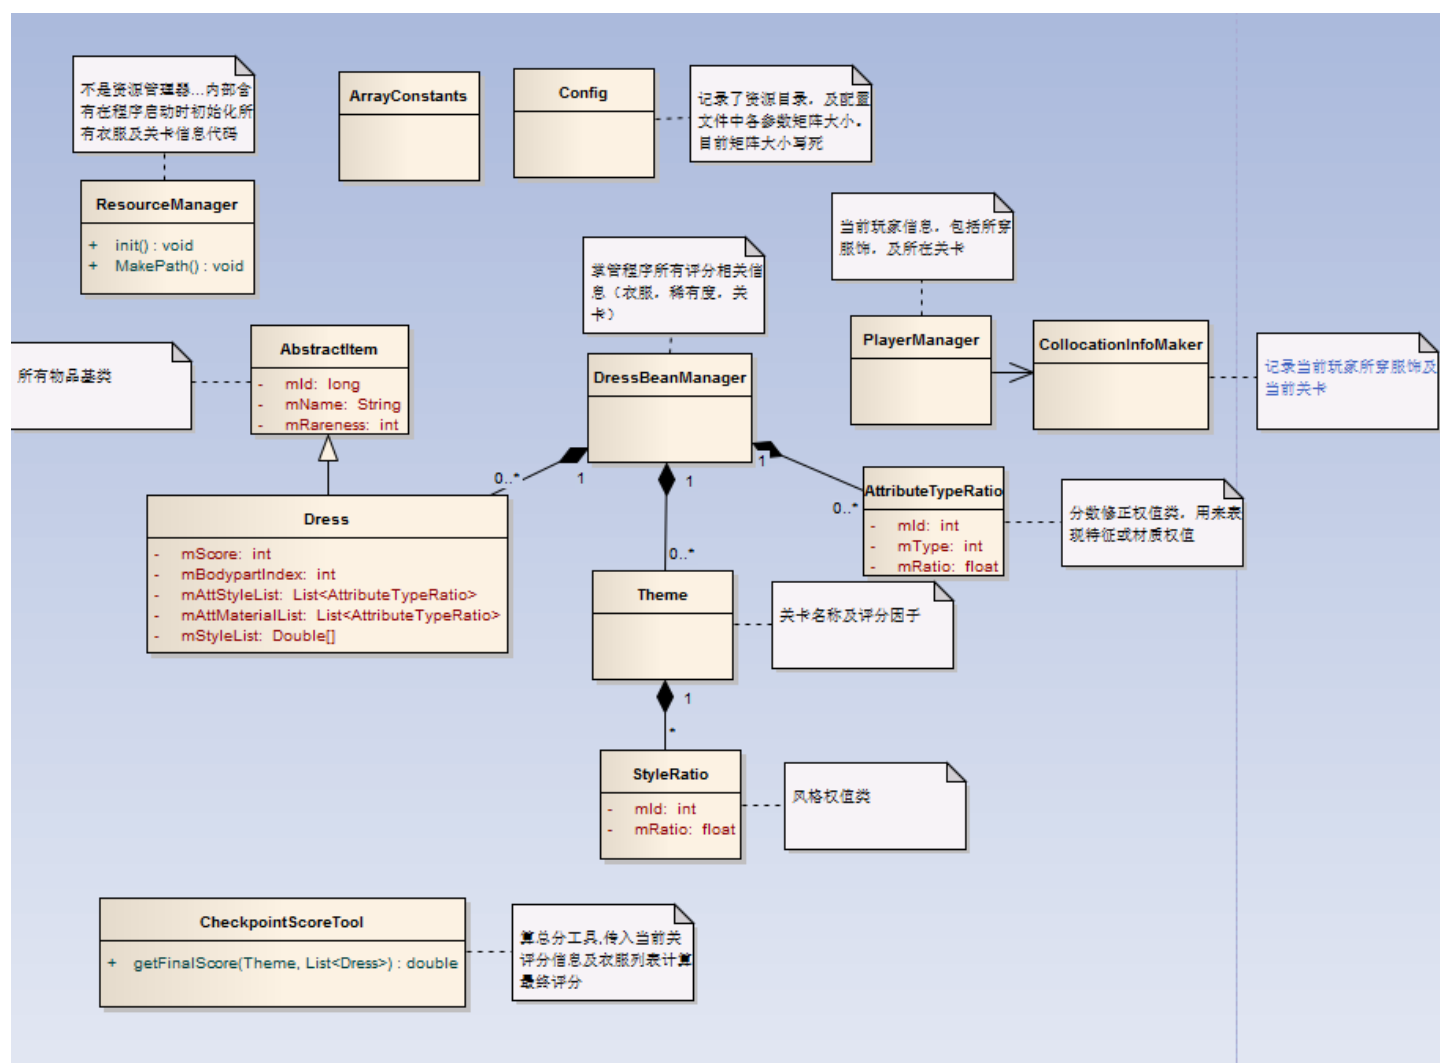 不是资源管理器...内部含
有在程序启动时初始化所
有衣服及关卡信息代码
ArrayConstants
Config
记录了资源目录，及配置
文件中各参数矩阵大小。
目前矩阵大小写死
ResourceManager
+ init() : void
+ MakePath() : void
当前玩家信息，包括所穿
服饰，及所在关卡
掌管程序所有评分相关信
息（衣服，稀有度，关
卡）
所有物品基类
AbstractItem
- mId: long
- mName: String
- mRareness: int
DressBeanManager
PlayerManager
CollocationInfoMaker
记录当前玩家所穿服饰及
当前关卡
0..*
1
1
1
0..*
0..*
Dress
- mScore: int
- mBodypartIndex: int
- mAttStyleList: List<AttributeTypeRatio>
- mAttMaterialList: List<AttributeTypeRatio>
- mStyleList: Double[]
AttributeTypeRatio
- mId: int
- mType: int
- mRatio: float
分数修正权值类，用来表
现特征或材质权值
Theme
关卡名称及评分因子
1
*
StyleRatio
- mId: int
- mRatio: float
风格权值类
CheckpointScoreTool
+ getFinalScore(Theme, List<Dress>) : double
算总分工具,传入当前关
评分信息及衣服列表计算
最终评分